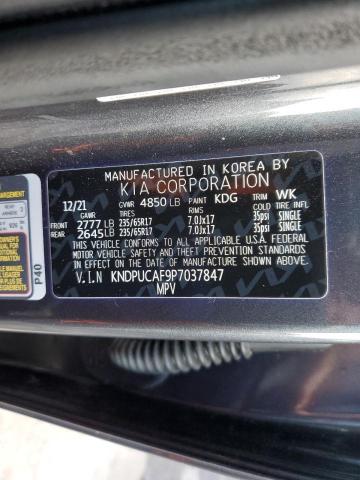 MANUFACTURED IN KOREA BY
KIA CORPORATION
12/21 GVWR 4850 LB PAINT KDG TRIM WK
GAWR TIRES RIMS COLD TIRE INFL
FRONT 2777 LB 235/65R17 7.0Jx17 35psi SINGLE
REAR 2645LB 235/65R17 7.0Jx17 35psi SINGLE
THIS VEHICLE CONFORMS TO ALL APPLICABLE U.S.A. FEDERAL
MOTOR VEHICLE SAFETY BUMPER AND THEFT PREVENTION STANDARDS IN
EFFECT ON THE DATE OF MANUFACTURE SHOWN ABOVE.
V.I.N KNDPUCAF9P7037847
MPV
P40